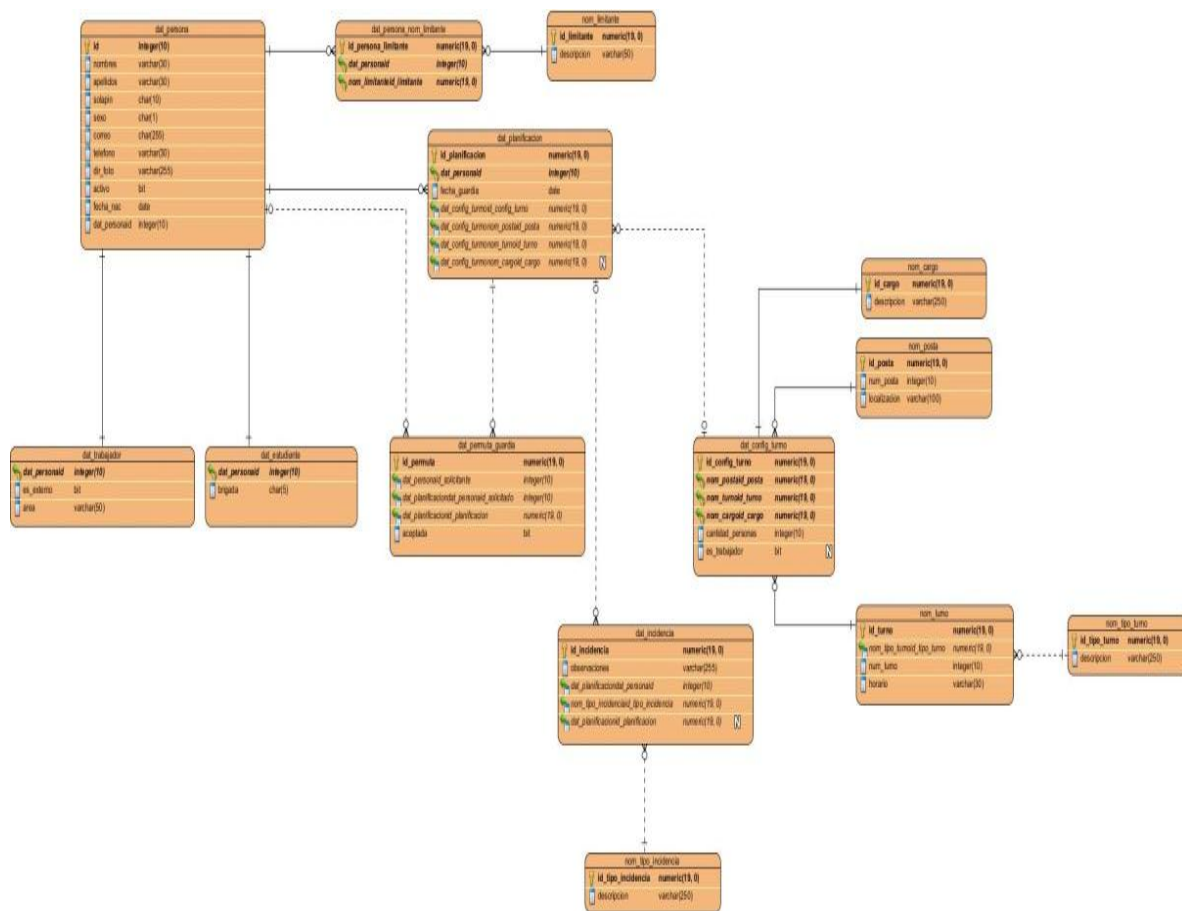 dat_persona
id integer(10)
nombres varchar(30)
apellidos varchar(30)
solapin char(10)
sexo char(1)
correo char(255)
telefono varchar(30)
dir_foto varchar(255)
activo bit
fecha_nac date
dat_personaid integer(10)
dat_persona_nom_limitante
id_persona_limitante numeric(19, 0)
dat_personaid integer(10)
nom_limitanteid_limitante numeric(19, 0)
nom_limitante
id_limitante numeric(19, 0)
descripcion varchar(50)
dat_planificacion
id_planificacion numeric(19, 0)
dat_personaid integer(10)
fecha_guardia date
dat_config_turnoid_config_turno numeric(19, 0)
dat_config_turnonom_postaid_posta numeric(19, 0)
dat_config_turnonom_turnoid_turno numeric(19, 0)
dat_config_turnonom_cargoid_cargo numeric(19, 0) N
nom_cargo
id_cargo numeric(19, 0)
descripcion varchar(250)
nom_posta
id_posta numeric(19, 0)
num_posta integer(10)
localizacion varchar(100)
dat_trabajador
dat_personaid integer(10)
es_externo bit
area varchar(50)
dat_estudiante
dat_personaid integer(10)
brigada char(5)
dat_permuta_guardia
id_permuta numeric(19, 0)
dat_personaid_solicitante integer(10)
dat_planificaciondat_personaid_solicitado integer(10)
dat_planificacionid_planificacion numeric(19, 0)
aceptada bit
dat_config_turno
id_config_turno numeric(19, 0)
nom_postaid_posta numeric(19, 0)
nom_turnoid_turno numeric(19, 0)
nom_cargoid_cargo numeric(19, 0)
cantidad_personas integer(10)
es_trabajador bit N
nom_turno
id_turno numeric(19, 0)
nom_tipo_turnoid_tipo_turno numeric(19, 0)
num_turno integer(10)
horario varchar(30)
nom_tipo_turno
id_tipo_turno numeric(19, 0)
descripcion varchar(250)
dat_incidencia
id_incidencia numeric(19, 0)
observaciones varchar(255)
dat_planificaciondat_personaid integer(10)
nom_tipo_incidenciaid_tipo_incidencia numeric(19, 0)
dat_planificacionid_planificacion numeric(19, 0) N
nom_tipo_incidencia
id_tipo_incidencia numeric(19, 0)
descripcion varchar(250)